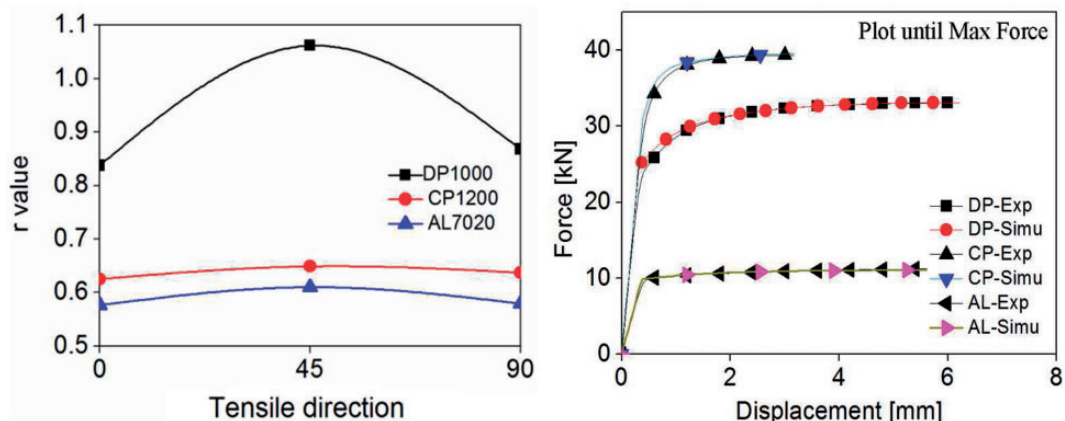 1.1
1.0
0.9
0.8
0.7
0.6
0.5
r value
DP1000
CP1200
AL7020
0 45 90
Tensile direction
Plot until Max Force
40
30
20
10
0
Force [kN]
DP-Exp
DP-Simu
CP-Exp
CP-Simu
AL-Exp
AL-Simu
0 2 4 6 8
Displacement [mm]